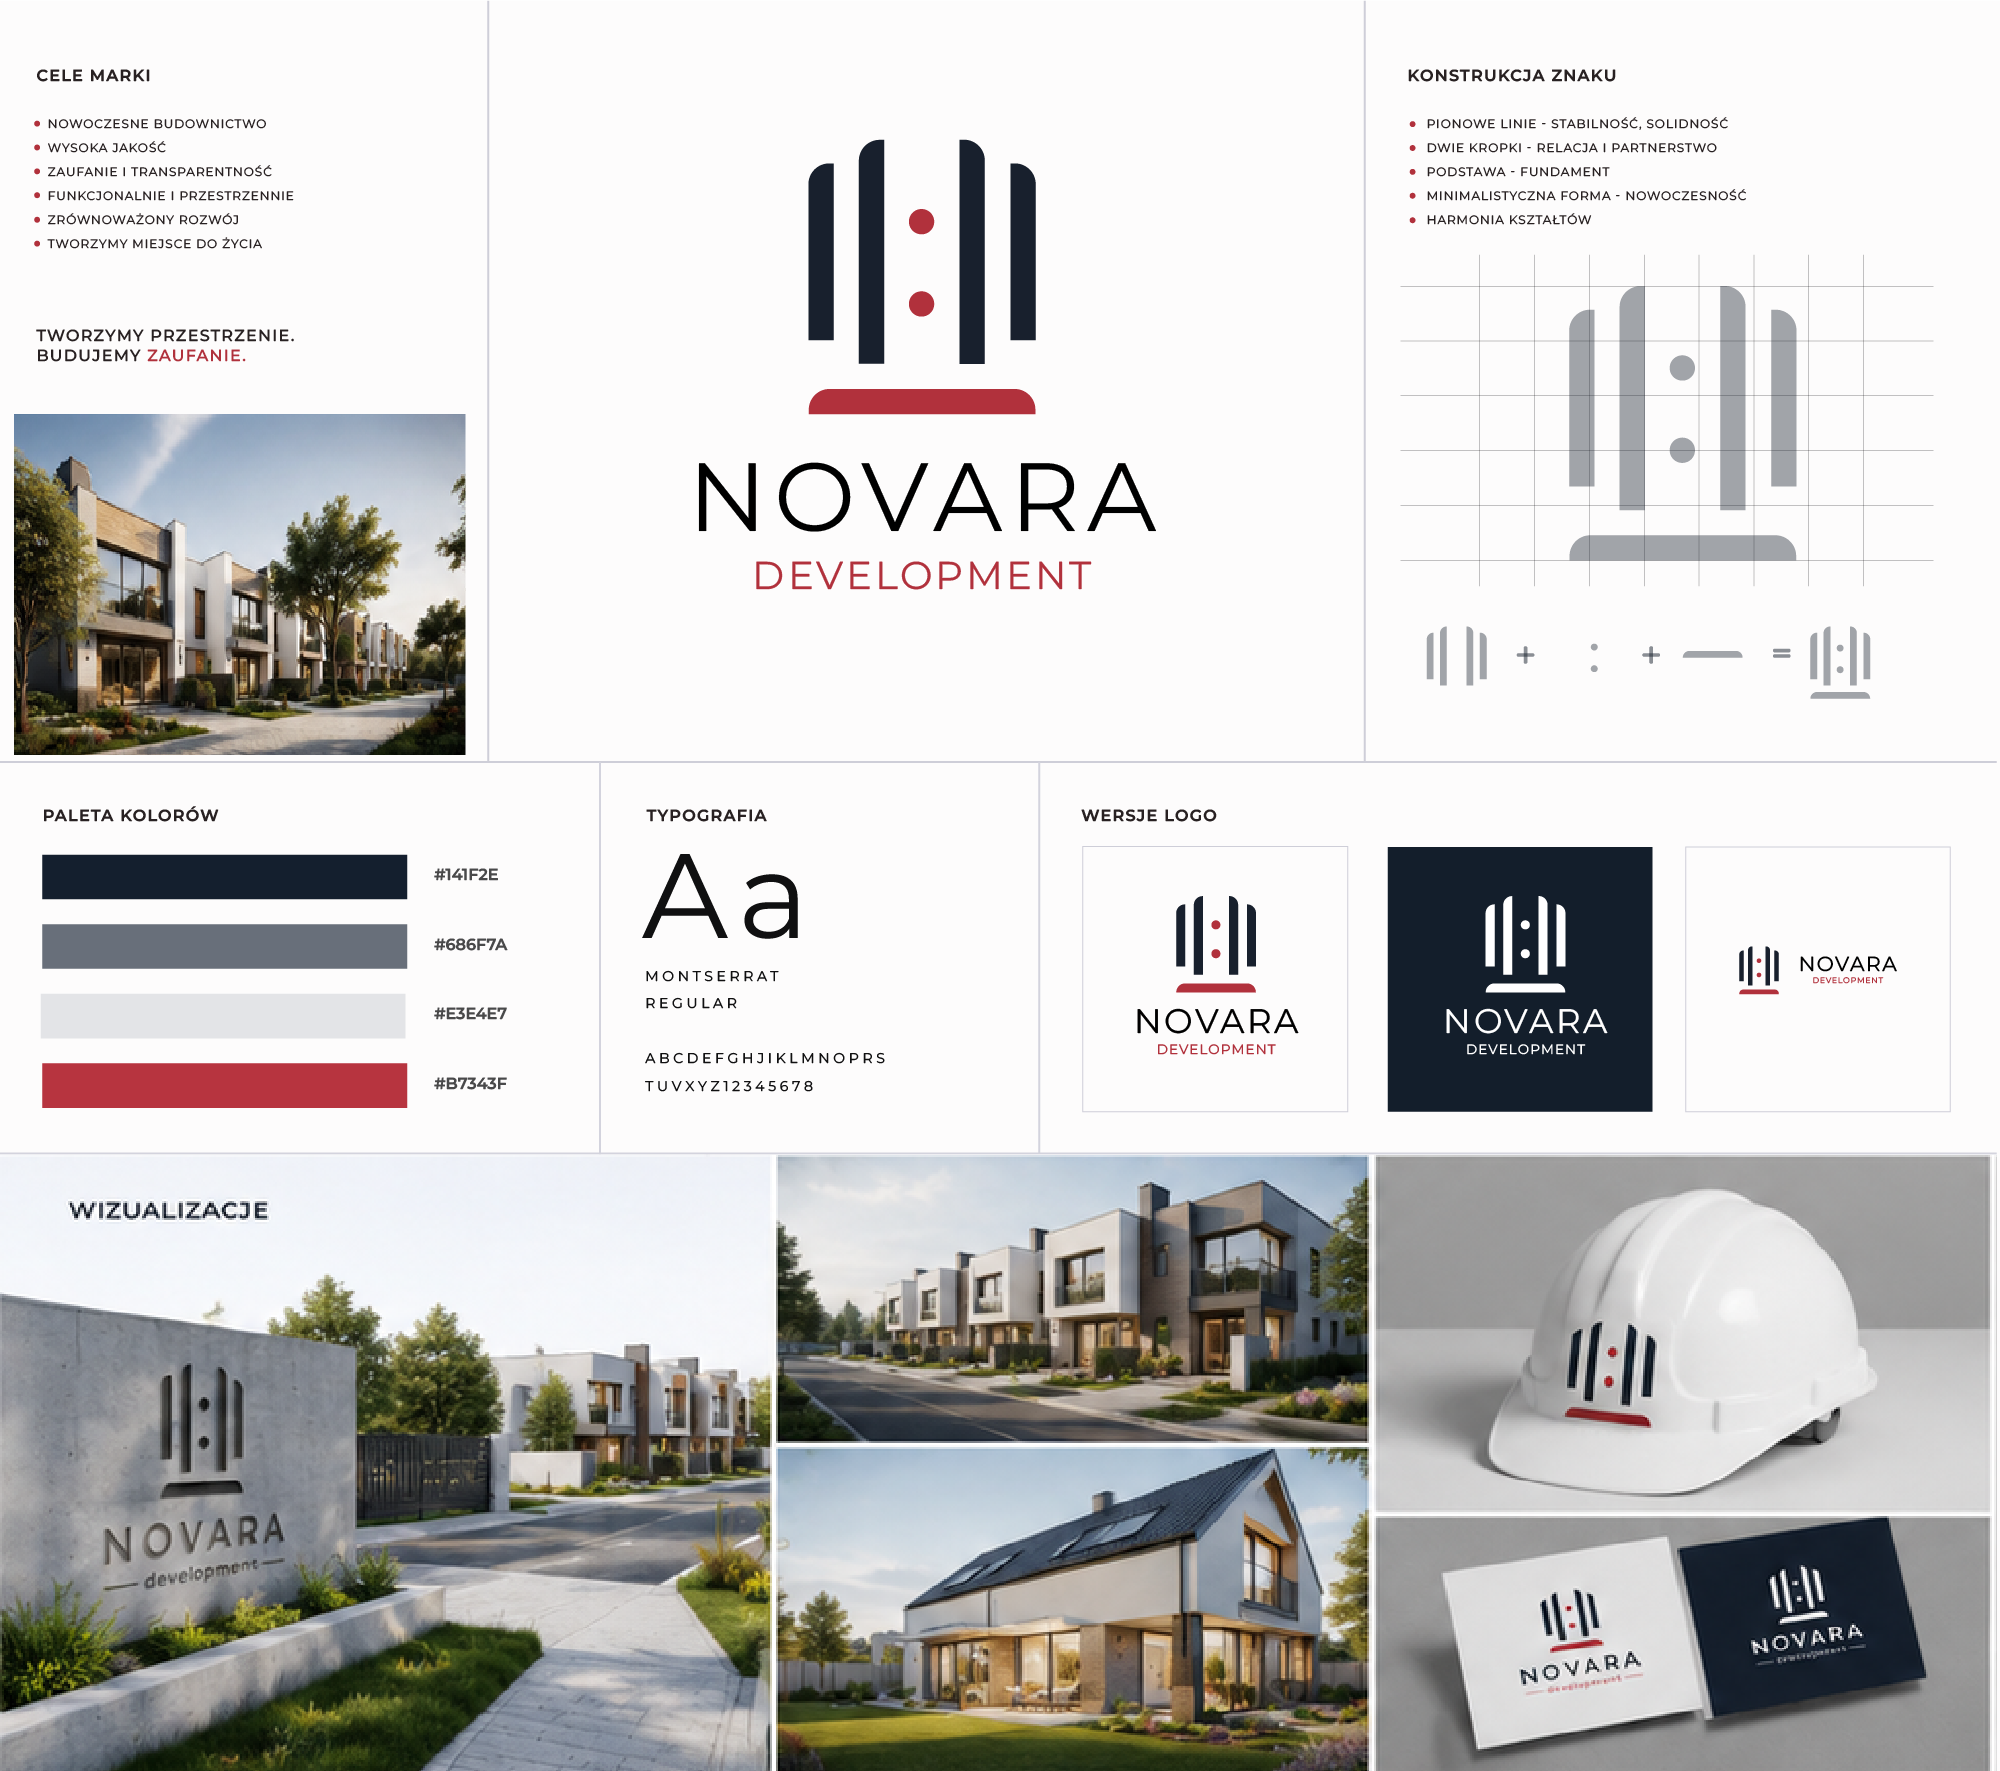 CELE MARKI
NOWOCZESNE BUDOWNICTWO
WYSOKA JAKOŚĆ
ZAUFANIE I TRANSPARENTNOŚĆ
FUNKCJONALNIE I PRZESTRZENNIE
ZRÓWNOWAŻONY ROZWÓJ
TWORZYMY MIEJSCE DO ŻYCIA
TWORZYMY PRZESTRZENIE.
BUDUJEMY ZAUFANIE.
NOVARA
DEVELOPMENT
KONSTRUKCJA ZNAKU
PIONOWE LINIE - STABILNOŚĆ, SOLIDNOŚĆ
DWIE KROPKI - RELACJA I PARTNERSTWO
PODSTAWA - FUNDAMENT
MINIMALISTYCZNA FORMA - NOWOCZESNOŚĆ
HARMONIA KSZTAŁTÓW
+ + =
PALETA KOLORÓW
#141F2E
#686F7A
#E3E4E7
#B7343F
TYPOGRAFIA
Aa
MONTSERRAT
REGULAR
ABCDEFGHJIKLMNOPRS
TUVXYZ12345678
WERSJE LOGO
NOVARA
DEVELOPMENT
NOVARA
DEVELOPMENT
NOVARA
DEVELOPMENT
WIZUALIZACJE
NOVARA
development
NOVARA
NOVARA